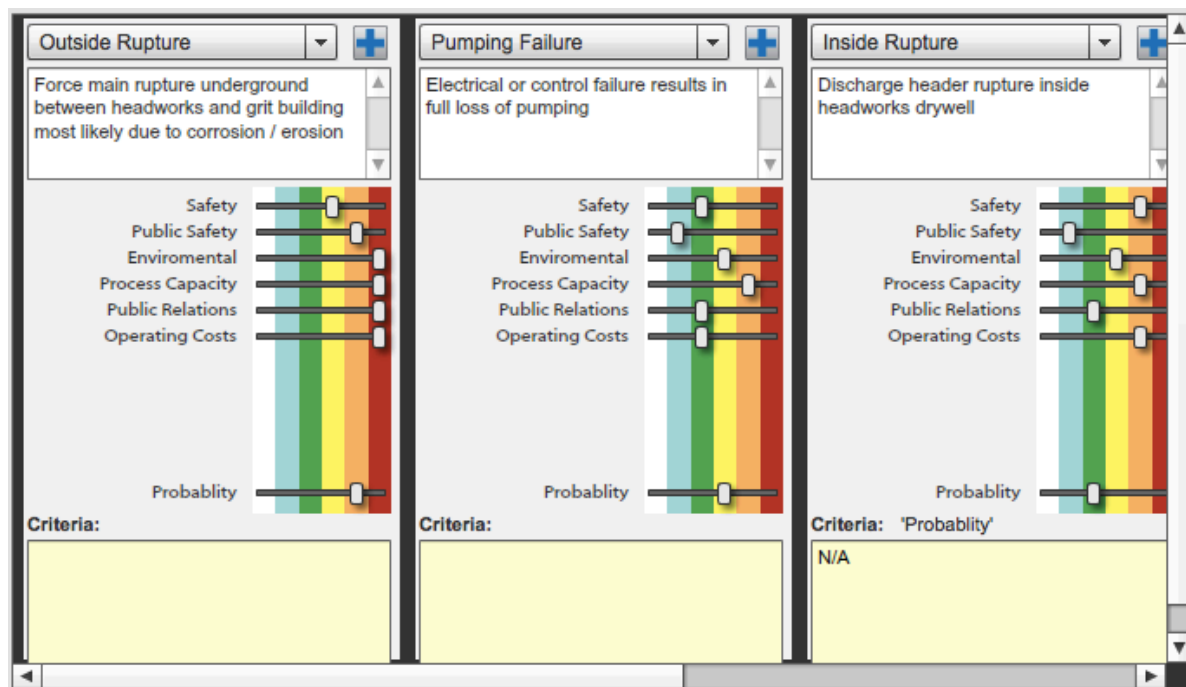 Outside Rupture
Force main rupture underground
between headworks and grit building
most likely due to corrosion / erosion
Safety
Public Safety
Enviromental
Process Capacity
Public Relations
Operating Costs
Probablity
Criteria:
Pumping Failure
Electrical or control failure results in
full loss of pumping
Safety
Public Safety
Enviromental
Process Capacity
Public Relations
Operating Costs
Probablity
Criteria:
Inside Rupture
Discharge header rupture inside
headworks drywell
Safety
Public Safety
Enviromental
Process Capacity
Public Relations
Operating Costs
Probablity
Criteria: 'Probablity'
N/A